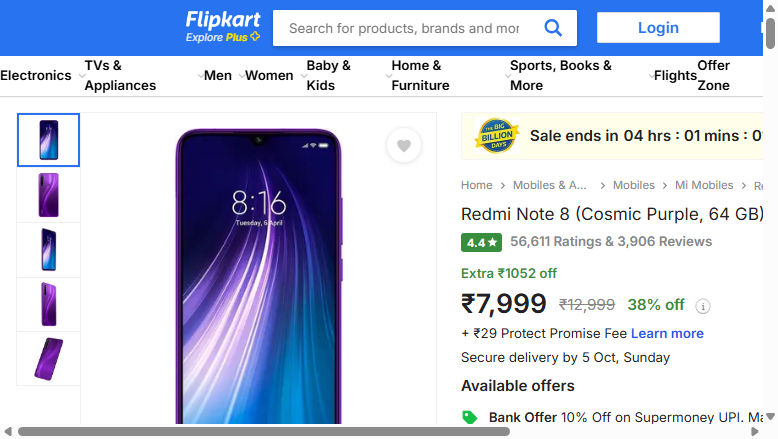 Flipkart
Explore Plus
Search for products, brands and mor
Login
Electronics
TVs & Appliances
Men
Women
Baby & Kids
Home & Furniture
Sports, Books & More
Flights
Offer Zone
THE BIG BILLION DAYS
Sale ends in 04 hrs : 01 mins : 0
Home > Mobiles & A... > Mobiles > Mi Mobiles > Re
Redmi Note 8 (Cosmic Purple, 64 GB)
4.4 ★ 56,611 Ratings & 3,906 Reviews
Extra ₹1052 off
₹7,999 ₹12,999 38% off i
+ ₹29 Protect Promise Fee Learn more
Secure delivery by 5 Oct, Sunday
Available offers
Bank Offer 10% Off on Supermoney UPI. Ma
8:16
Tuesday, 6 April